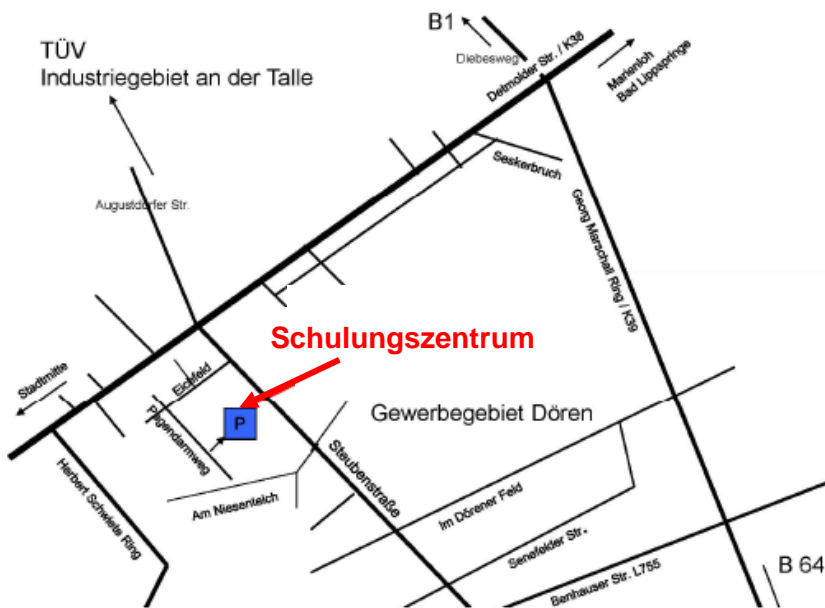 B1
Diebesweg
TÜV
Industriegebiet an der Talle
Detmolder Str. / K38
Marienloh
Bad Lippspringe
Seskerbruch
Augustdorfer Str.
Georg Marschall Ring / K39
Schulungszentrum
Stadtmitte
Eichfeld
P
Pagendarmweg
Gewerbegebiet Dören
Steubenstraße
Herbert Schwiete Ring
Am Niesenteich
Im Dörener Feld
Senefelder Str.
Benhauser Str. L755
B 64